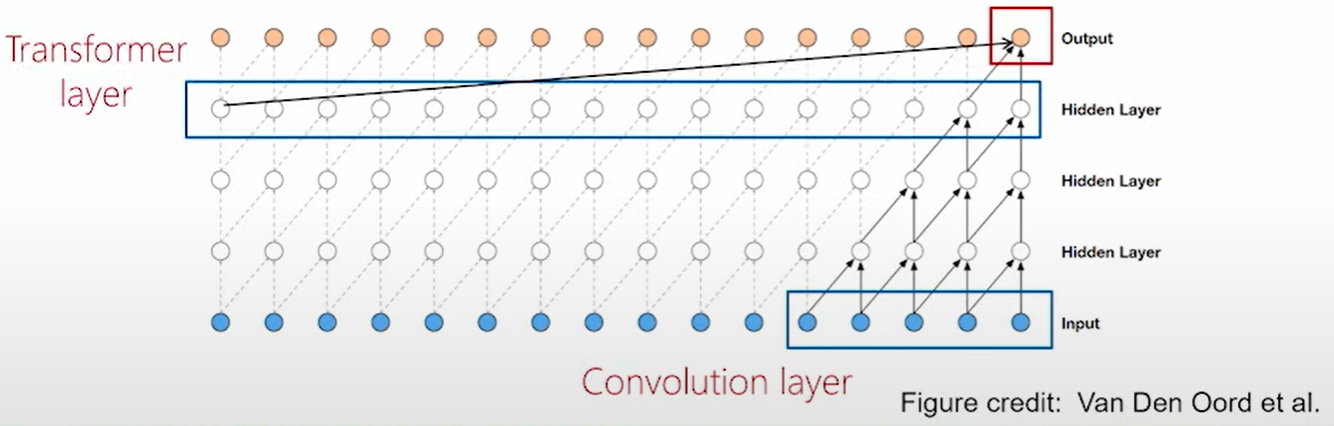 Transformer
layer
Output
Hidden Layer
Hidden Layer
Hidden Layer
Input
Convolution layer
Figure credit:  Van Den Oord et al.